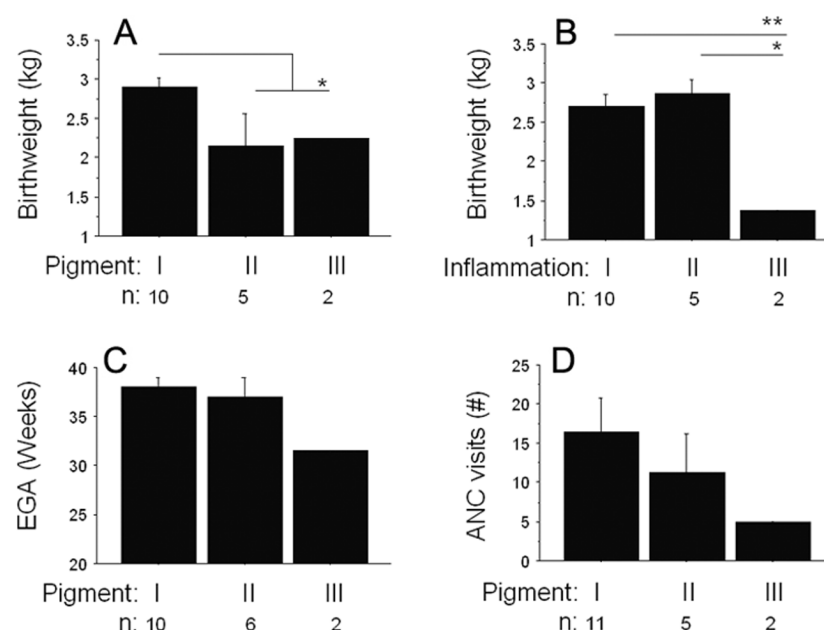 A
Birthweight (kg)
3.5
3
2.5
2
1.5
1
*
Pigment: I II III
n: 10 5 2
B
Birthweight (kg)
3.5
3
2.5
2
1.5
1
**
*
Inflammation: I II III
n: 10 5 2
C
EGA (Weeks)
40
35
30
25
20
Pigment: I II III
n: 10 6 2
D
ANC visits (#)
25
20
15
10
5
0
Pigment: I II III
n: 11 5 2